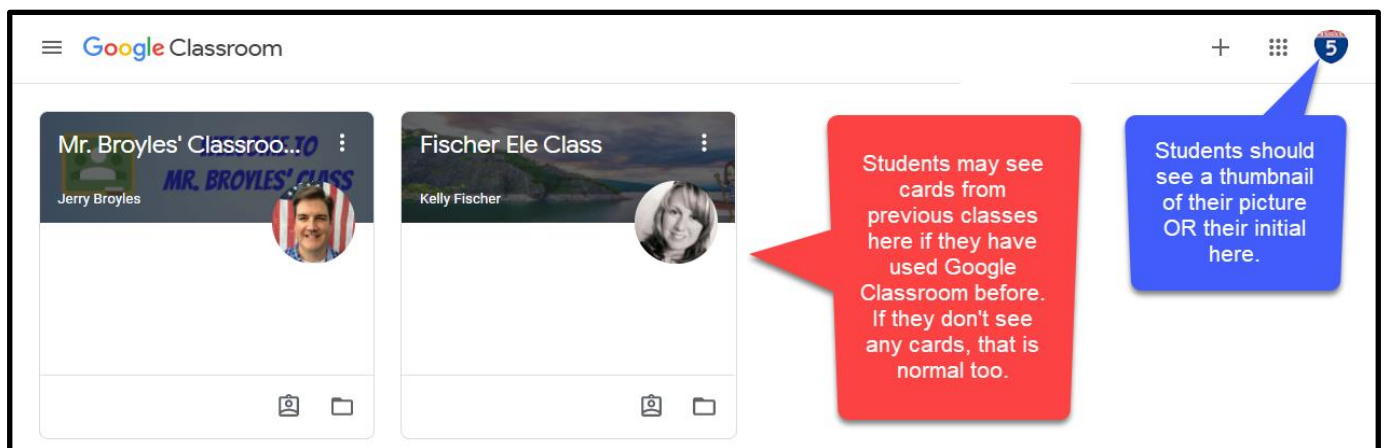 Google Classroom
5
Mr. Broyles' Classroo...
WELCOME TO
MR. BROYLES' CLASS
Jerry Broyles
Fischer Ele Class
Kelly Fischer
Students may see
cards from
previous classes
here if they have
used Google
Classroom before.
If they don't see
any cards, that is
normal too.
Students should
see a thumbnail
of their picture
OR their initial
here.